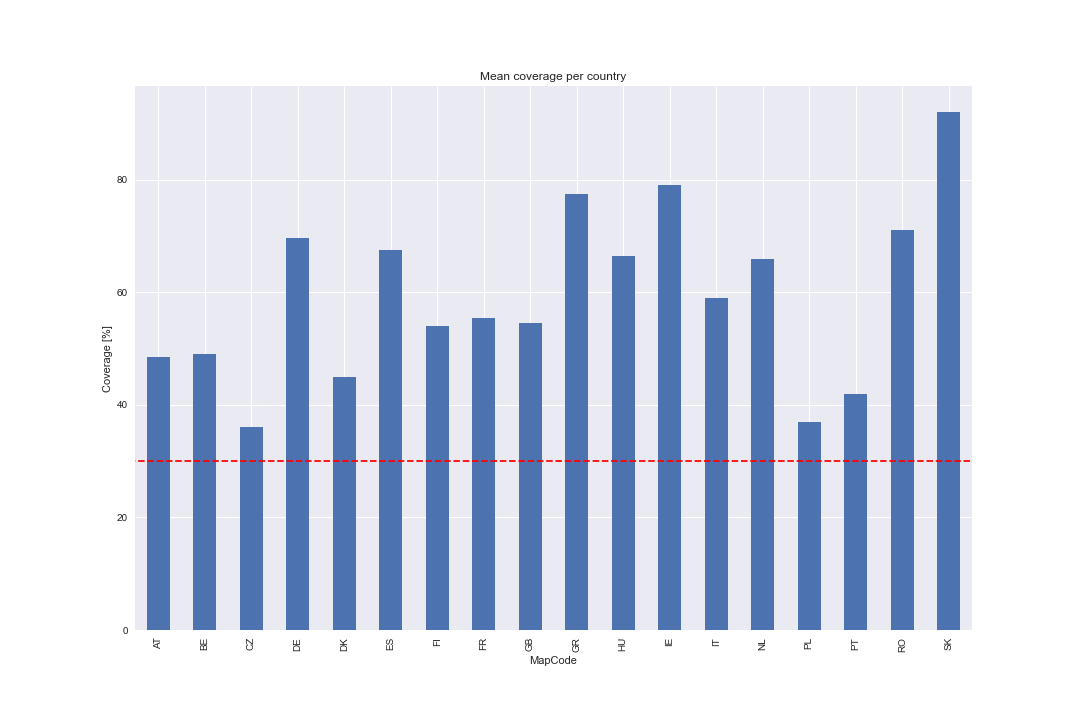 Mean coverage per country
Coverage [%]
80
60
40
20
0
AT BE CZ DE DK ES FI FR GB GR HU IE IT NL PL PT RO SK
MapCode